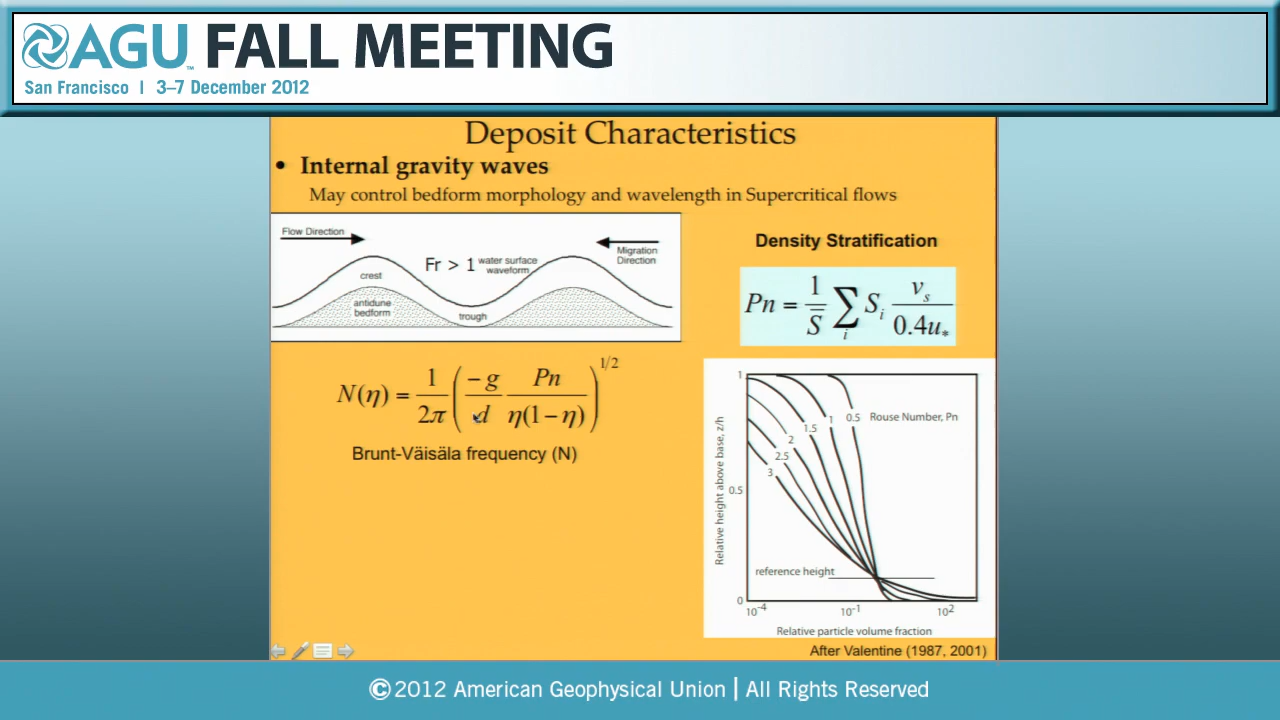 AGU™ FALL MEETING
San Francisco | 3–7 December 2012
Deposit Characteristics
• Internal gravity waves
May control bedform morphology and wavelength in Supercritical flows
Flow Direction
Migration
Direction
Fr > 1
water surface
waveform
crest
antidune
bedform
trough
Density Stratification
Pn = 1/S̅ ∑i Si vs/0.4u*
N(η) = 1/2π (−g/d Pn/η(1−η))^1/2
Brunt-Väisäla frequency (N)
1
0.5
0
Relative height above base, z/h
0.5
1
1.5
2
2.5
3
Rouse Number, Pn
reference height
10^-4
10^-1
10^2
Relative particle volume fraction
After Valentine (1987, 2001)
©2012 American Geophysical Union | All Rights Reserved